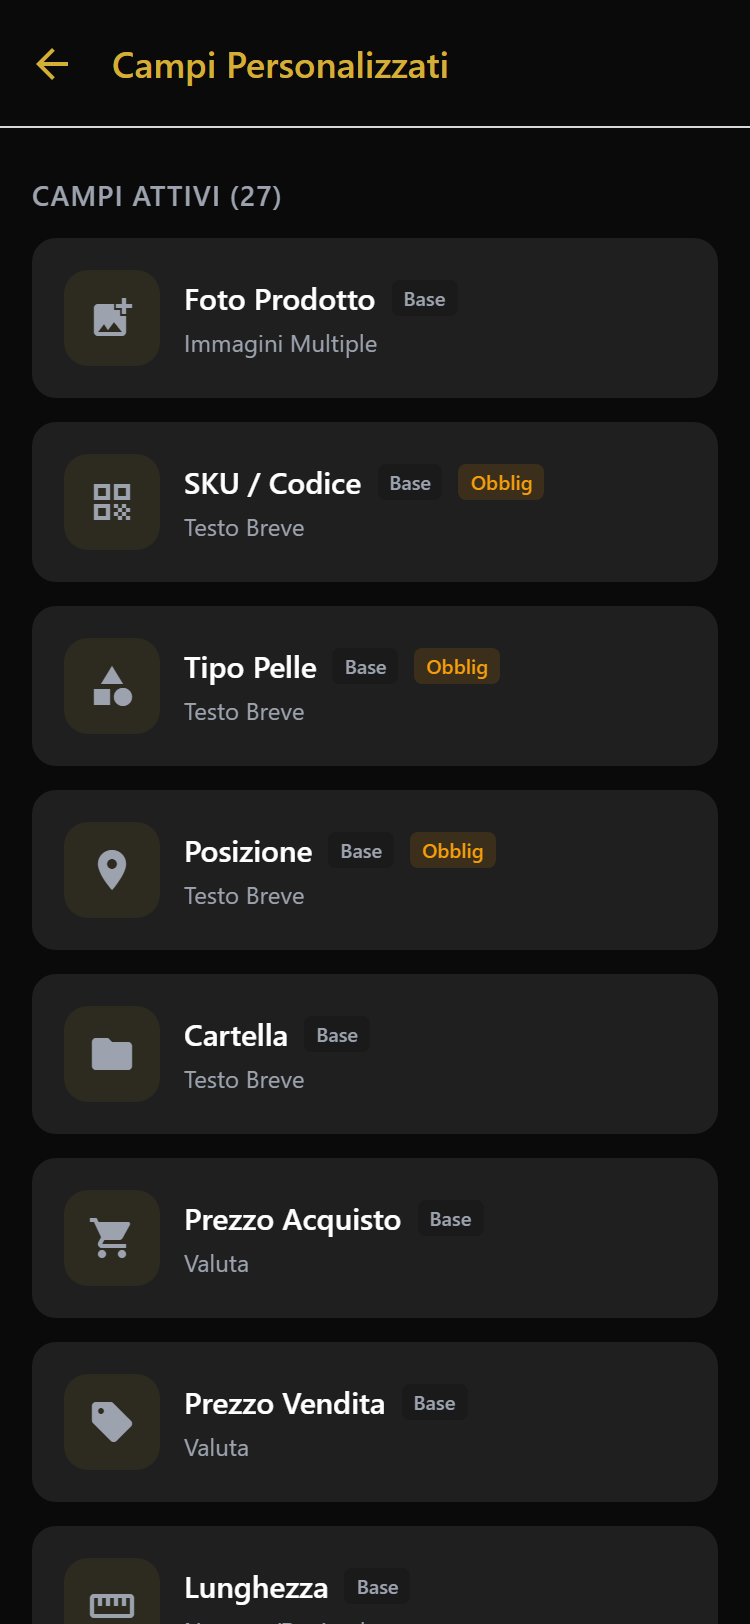 Campi Personalizzati
CAMPI ATTIVI (27)
Foto Prodotto Base
Immagini Multiple
SKU / Codice Base Obblig
Testo Breve
Tipo Pelle Base Obblig
Testo Breve
Posizione Base Obblig
Testo Breve
Cartella Base
Testo Breve
Prezzo Acquisto Base
Valuta
Prezzo Vendita Base
Valuta
Lunghezza Base